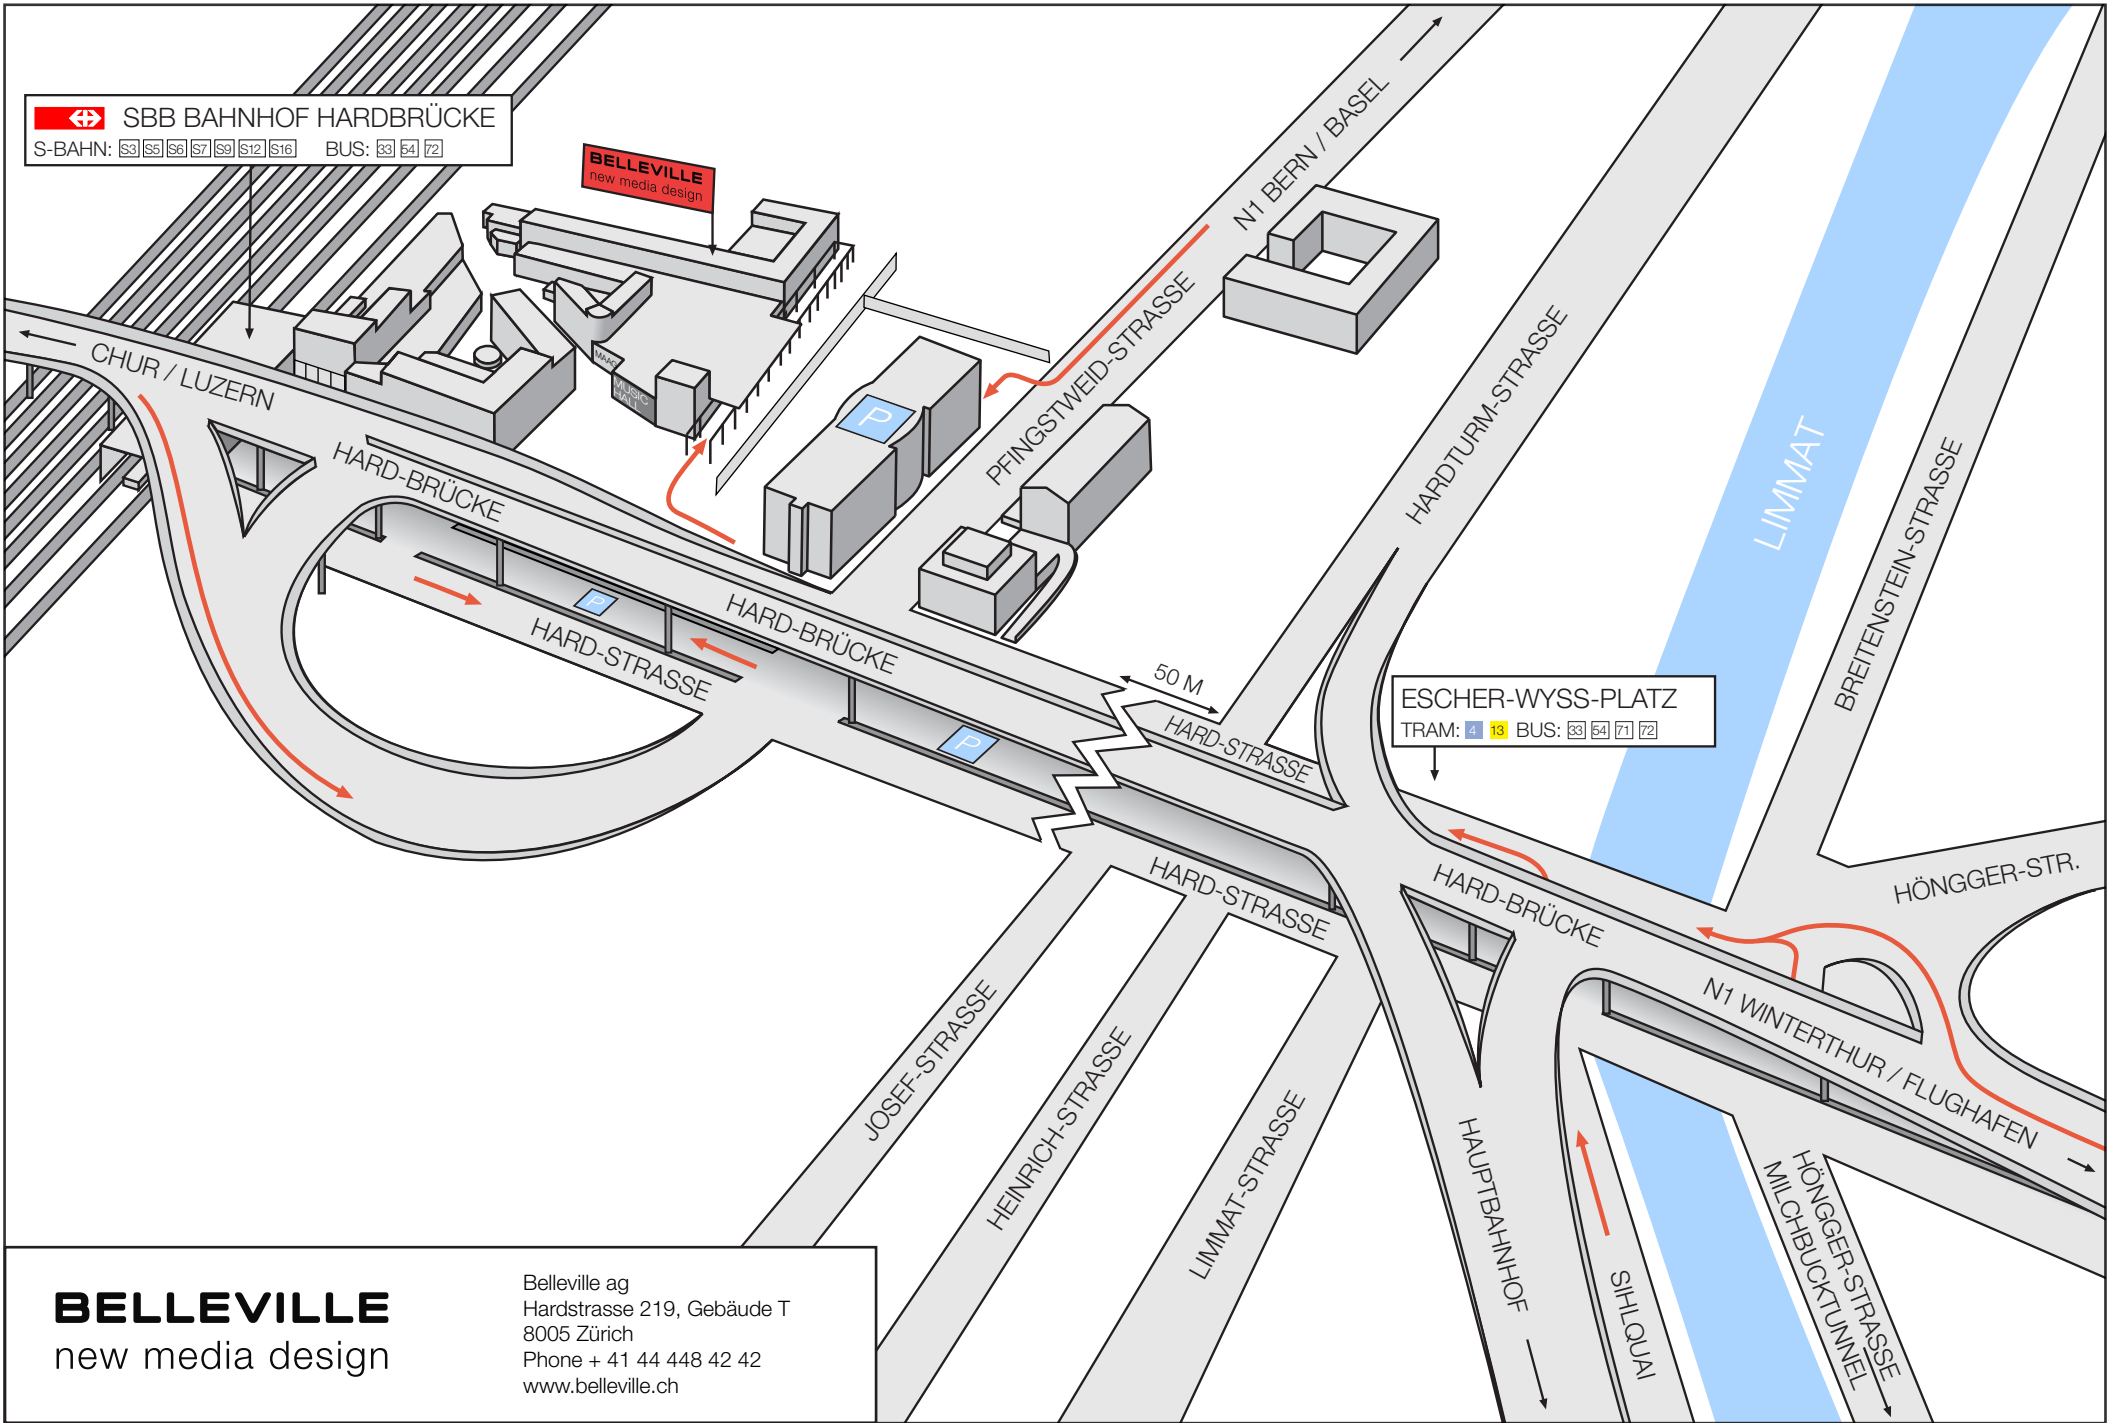 SBB BAHNHOF HARDBRÜCKE
S-BAHN: S3 S5 S6 S7 S9 S12 S16 BUS: 33 54 72
BELLEVILLE
new media design
N1 BERN / BASEL
CHUR / LUZERN
MAAG
MUSIC
HALL
P
PFINGSTWEID-STRASSE
HARDTURM-STRASSE
LIMMAT
BREITENSTEIN-STRASSE
HARD-BRÜCKE
P
HARD-BRÜCKE
HARD-STRASSE
50 M
HARD-STRASSE
P
ESCHER-WYSS-PLATZ
TRAM: 4 13 BUS: 33 54 71 72
HARD-STRASSE
HARD-BRÜCKE
HÖNGGER-STR.
N1 WINTERTHUR / FLUGHAFEN
JOSEF-STRASSE
HEINRICH-STRASSE
LIMMAT-STRASSE
HAUPTBAHNHOF
SIHLQUAI
HÖNGGER-STRASSE
MILCHBUCKTUNNEL
BELLEVILLE
new media design
Belleville ag
Hardstrasse 219, Gebäude T
8005 Zürich
Phone + 41 44 448 42 42
www.belleville.ch